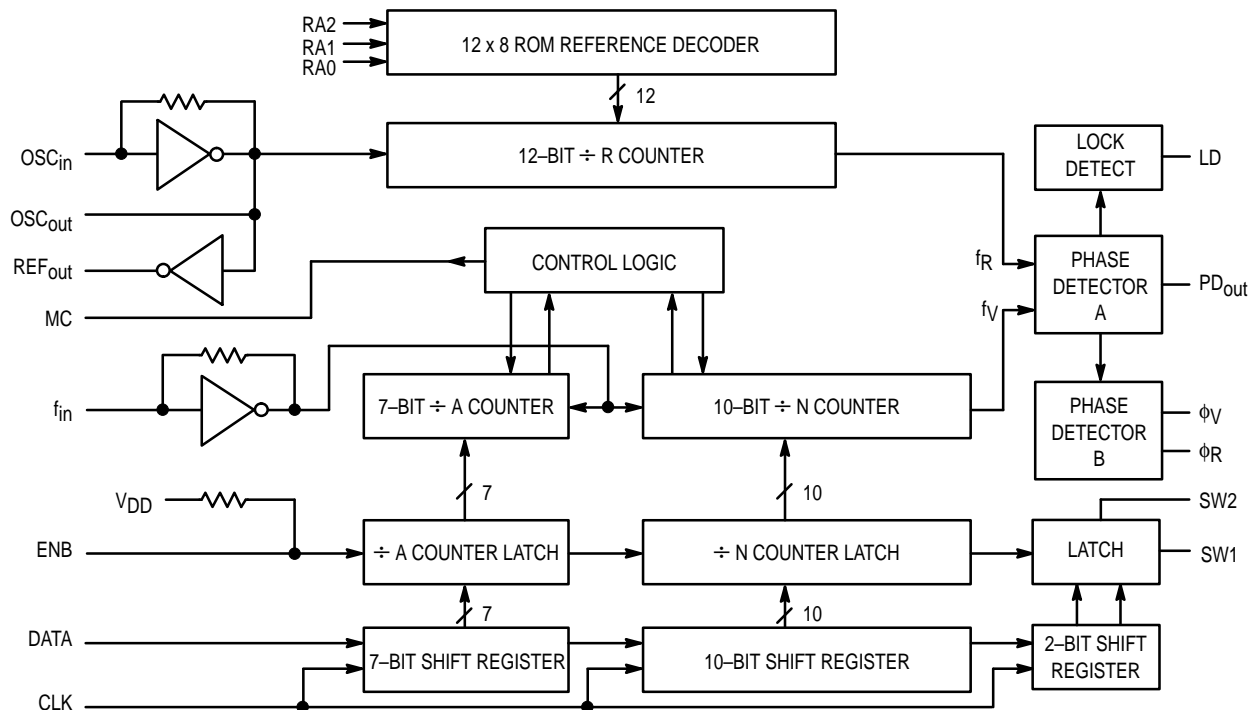 RA2
RA1
RA0
12 x 8 ROM REFERENCE DECODER
12
OSCin
12–BIT ÷ R COUNTER
LOCK
DETECT
LD
OSCout
REFout
CONTROL LOGIC
fR
PHASE
DETECTOR
A
PDout
MC
fV
fin
7–BIT ÷ A COUNTER
10–BIT ÷ N COUNTER
PHASE
DETECTOR
B
ϕV
ϕR
7
10
VDD
SW2
ENB
÷ A COUNTER LATCH
÷ N COUNTER LATCH
LATCH
SW1
7
10
DATA
7–BIT SHIFT REGISTER
10–BIT SHIFT REGISTER
2–BIT SHIFT
REGISTER
CLK